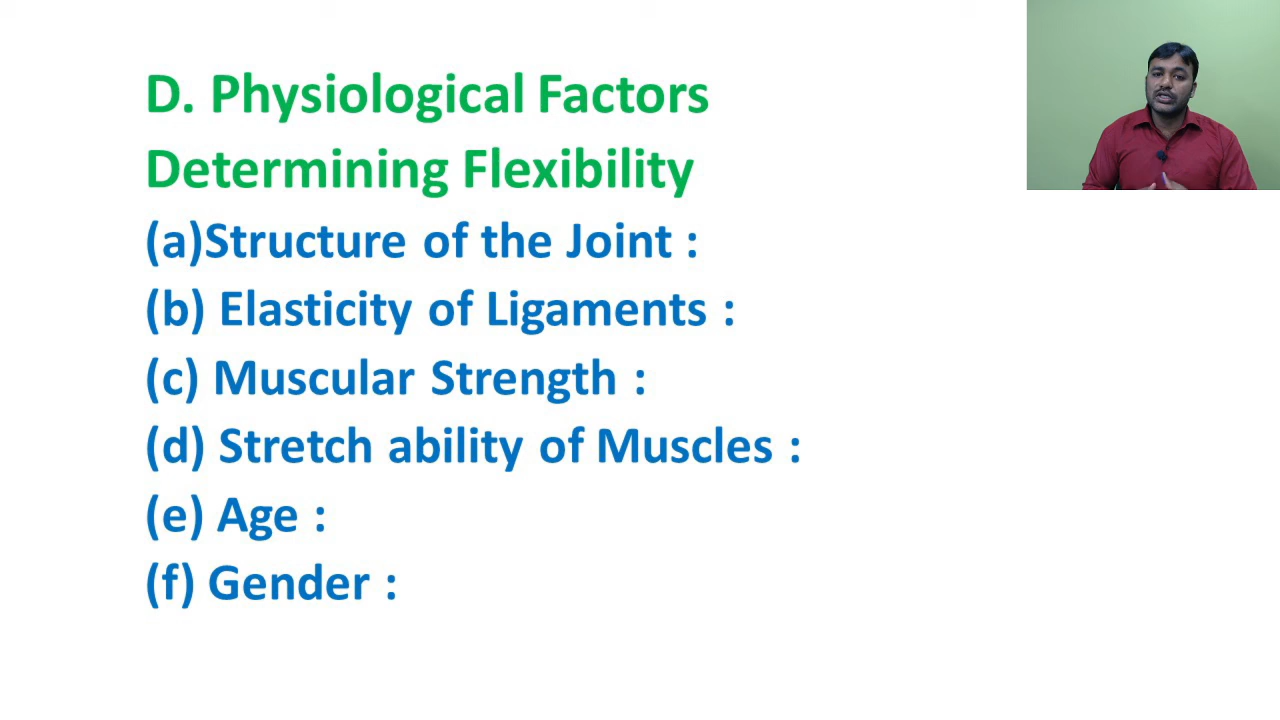 D. Physiological Factors
Determining Flexibility
(a)Structure of the Joint :
(b) Elasticity of Ligaments :
(c) Muscular Strength :
(d) Stretch ability of Muscles :
(e) Age :
(f) Gender :